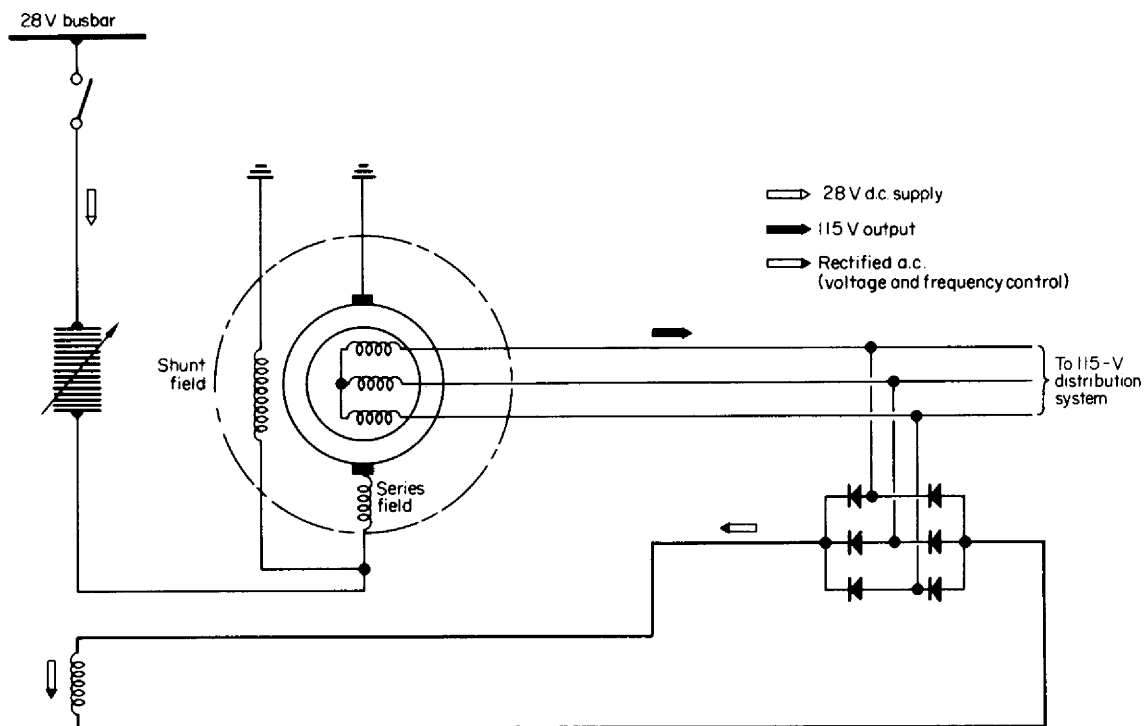 28 V busbar
28 V d.c. supply
115 V output
Rectified a.c.
(voltage and frequency control)
Shunt
field
Series
field
To 115-V
distribution
system